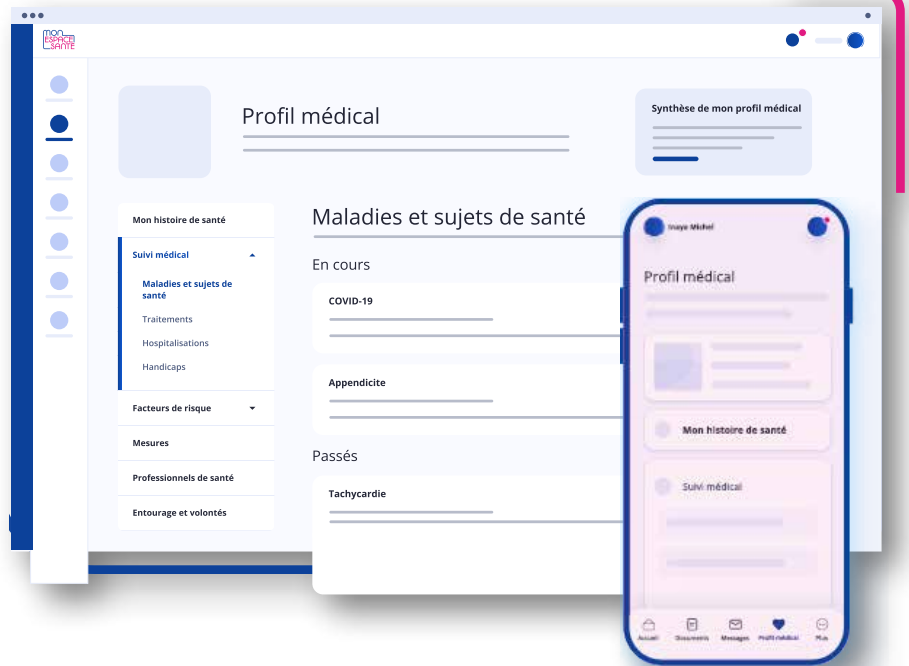 mon
ESPACE
SANTÉ
Profil médical
Synthèse de mon profil médical
Mon histoire de santé
Suivi médical
Maladies et sujets de
santé
Traitements
Hospitalisations
Handicaps
Facteurs de risque
Mesures
Professionnels de santé
Entourage et volontés
Maladies et sujets de santé
En cours
COVID-19
Appendicite
Passés
Tachycardie
Inaya Michel
Profil médical
Mon histoire de santé
Suivi médical
Accueil Documents Messages Profil médical Plus